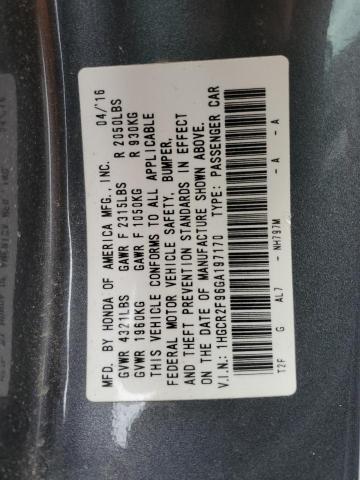 MFD. BY HONDA OF AMERICA MFG., INC. 04/'16
GVWR 4321LBS GAWR F 2315LBS R 2050LBS
GVWR 1960KG GAWR F 1050KG R 930KG
THIS VEHICLE CONFORMS TO ALL APPLICABLE
FEDERAL MOTOR VEHICLE SAFETY, BUMPER,
AND THEFT PREVENTION STANDARDS IN EFFECT
ON THE DATE OF MANUFACTURE SHOWN ABOVE.
V.I.N.: 1HGCR2F96GA197170 TYPE: PASSENGER CAR
T2F G AL7 - NH797M - A - A